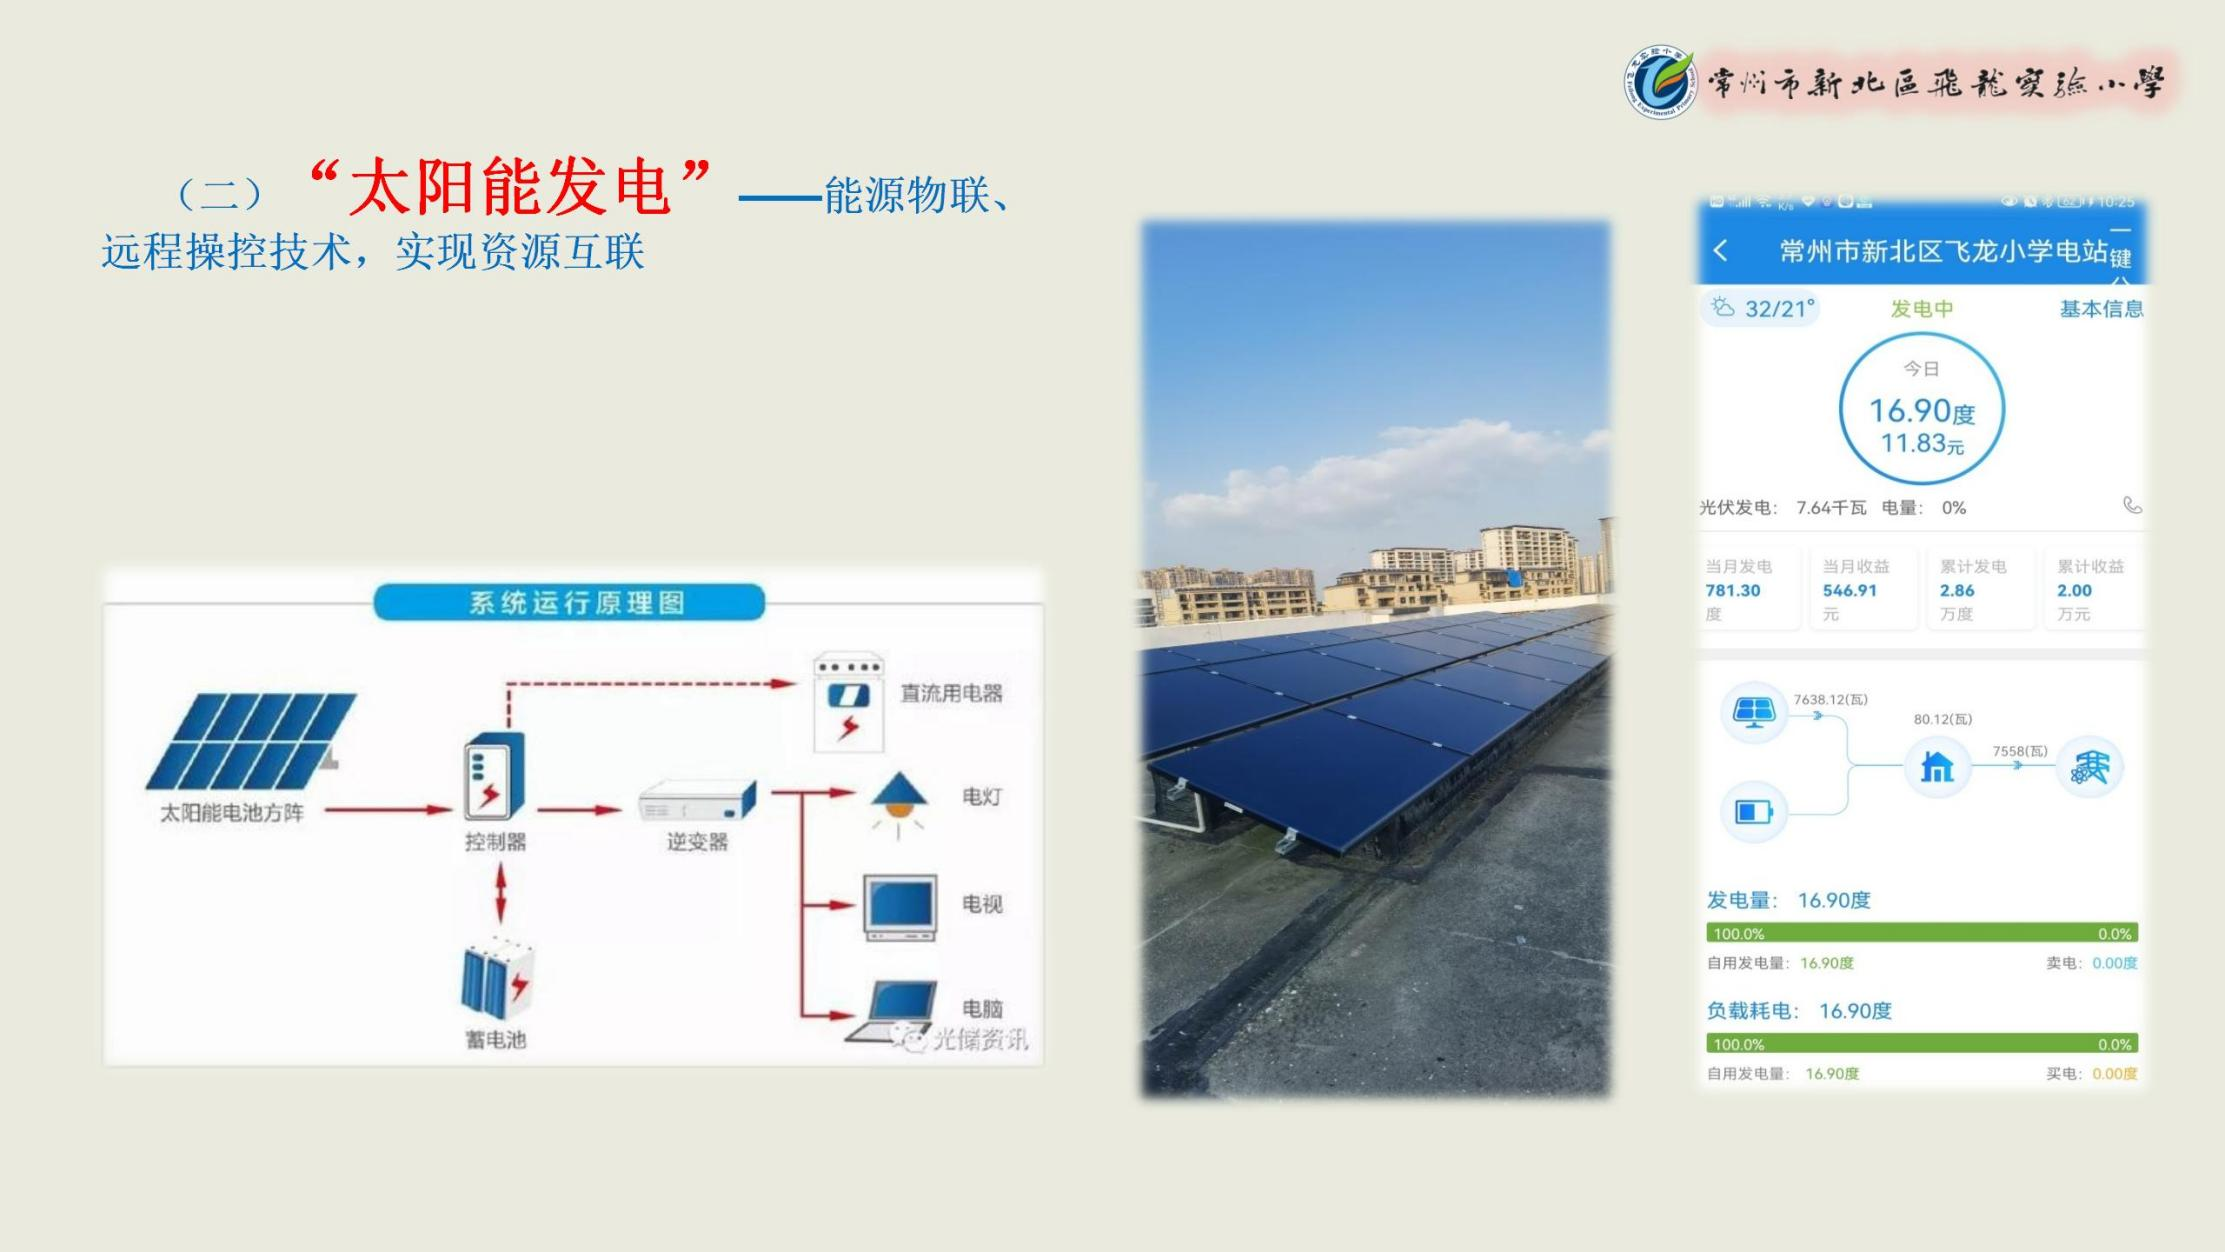 常州市新北區飛龍實驗小學
（二）“太阳能发电”——能源物联、
远程操控技术，实现资源互联
系统运行原理图
太阳能电池方阵
控制器
蓄电池
逆变器
直流用电器
电灯
电视
电脑
光储资讯
10:25
常州市新北区飞龙小学电站
一键
32/21°
发电中
基本信息
今日
16.90度
11.83元
光伏发电： 7.64千瓦 电量： 0%
当月发电 当月收益 累计发电 累计收益
781.30 546.91 2.86 2.00
度 元 万度 万元
7638.12(瓦)
80.12(瓦)
7558(瓦)
发电量： 16.90度
100.0% 0.0%
自用发电量： 16.90度 卖电： 0.00度
负载耗电： 16.90度
100.0% 0.0%
自用发电量： 16.90度 买电： 0.00度